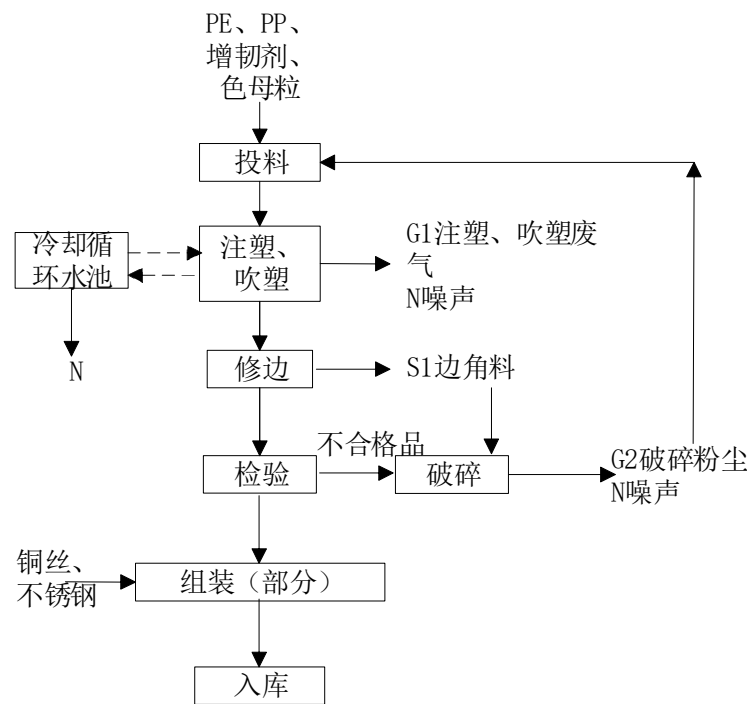 PE、PP、
增韧剂、
色母粒
投料
冷却循
环水池
注塑、
吹塑
G1注塑、吹塑废
气
N噪声
N
修边
S1边角料
不合格品
检验
破碎
G2破碎粉尘
N噪声
铜丝、
不锈钢
组装（部分）
入库